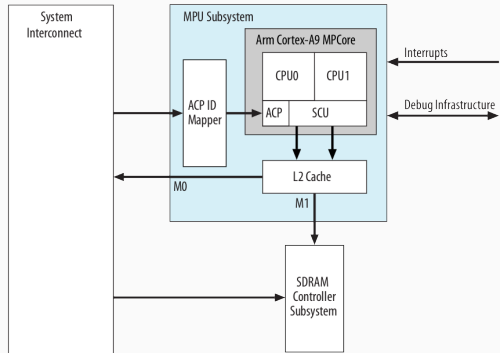 System
Interconnect
MPU Subsystem
Arm Cortex-A9 MPCore
CPU0
CPU1
Interrupts
ACP ID
Mapper
ACP
SCU
Debug Infrastructure
L2 Cache
M0
M1
SDRAM
Controller
Subsystem